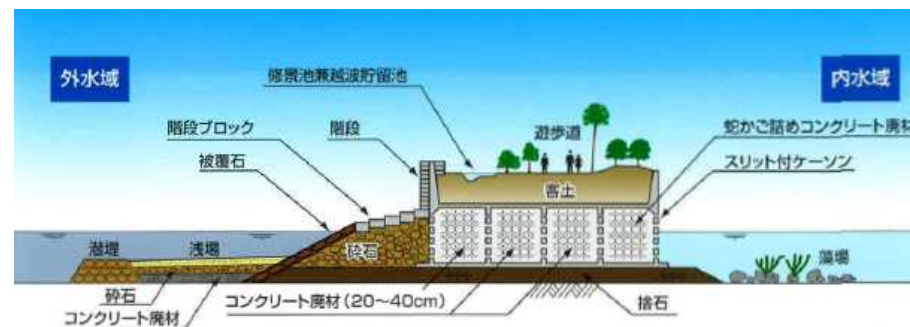 外水域
内水域
修景池兼越波貯留池
階段ブロック
階段
遊歩道
蛇かご詰めコンクリート廃材
被覆石
スリット付ケーソン
客土
潜堤
浅場
砕石
藻場
砕石
コンクリート廃材(20〜40cm)
捨石
コンクリート廃材